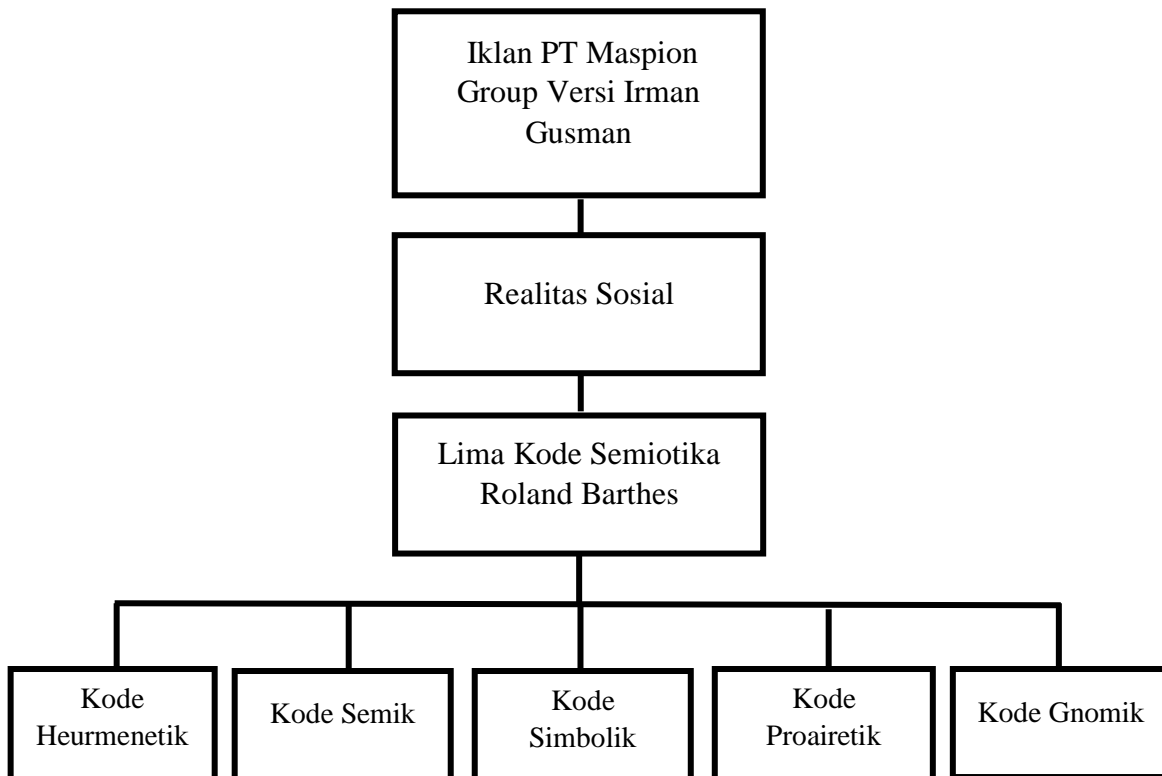 Iklan PT Maspion
Group Versi Irman
Gusman
Realitas Sosial
Lima Kode Semiotika
Roland Barthes
Kode
Heurmenetik
Kode Semik
Kode
Simbolik
Kode
Proairetik
Kode Gnomik